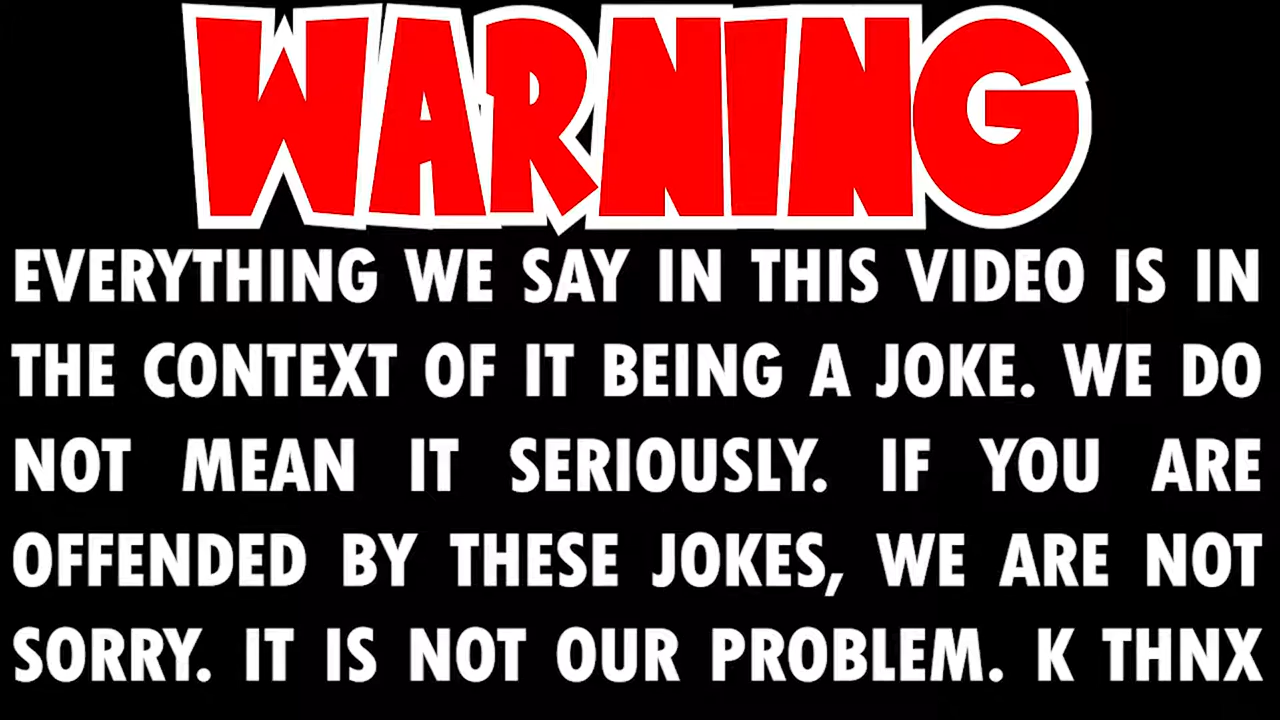 WARNING
EVERYTHING WE SAY IN THIS VIDEO IS IN
THE CONTEXT OF IT BEING A JOKE. WE DO
NOT MEAN IT SERIOUSLY. IF YOU ARE
OFFENDED BY THESE JOKES, WE ARE NOT
SORRY. IT IS NOT OUR PROBLEM. K THNX